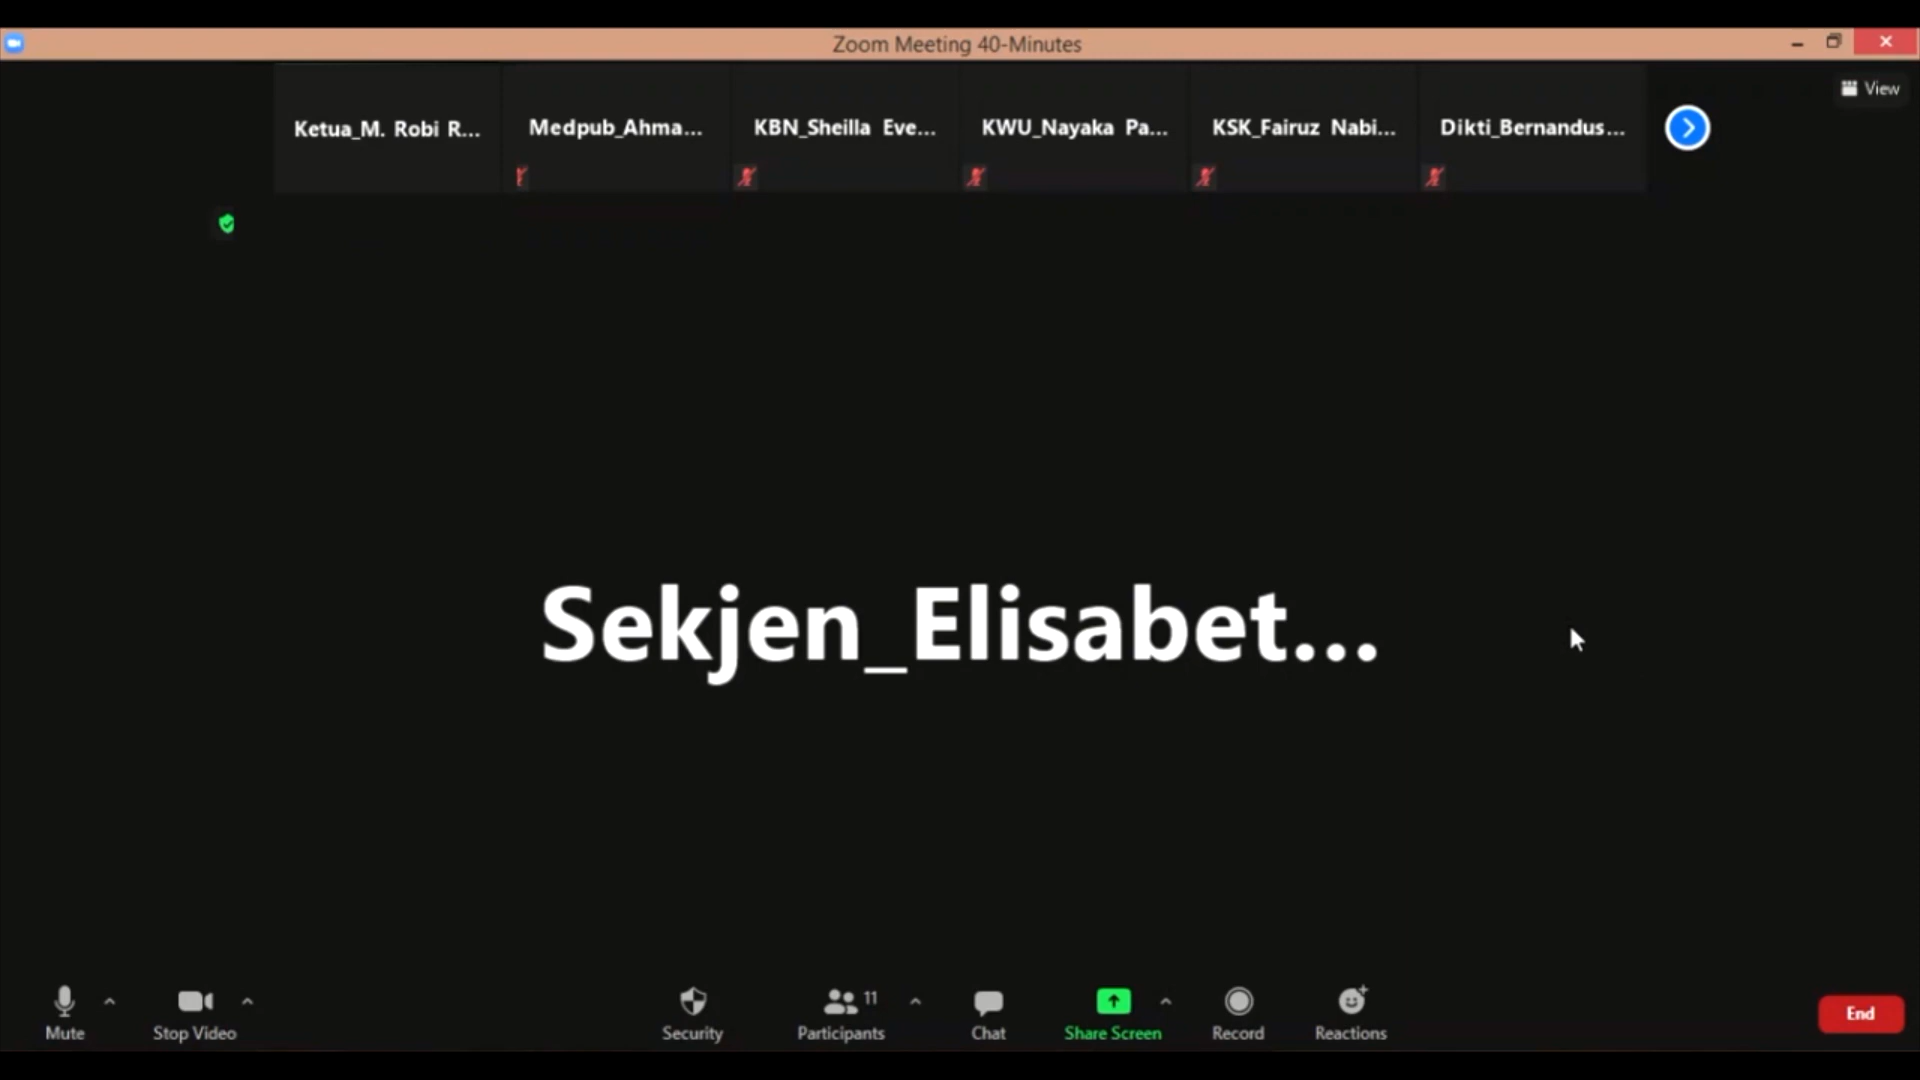 Zoom Meeting 40-Minutes
View
Ketua_M. Robi R...
Medpub_Ahma...
KBN_Sheilla Eve...
KWU_Nayaka Pa...
KSK_Fairuz Nabi...
Dikti_Bernandus...
Sekjen_Elisabet...
Mute
Stop Video
Security
Participants 11
Chat
Share Screen
Record
Reactions
End